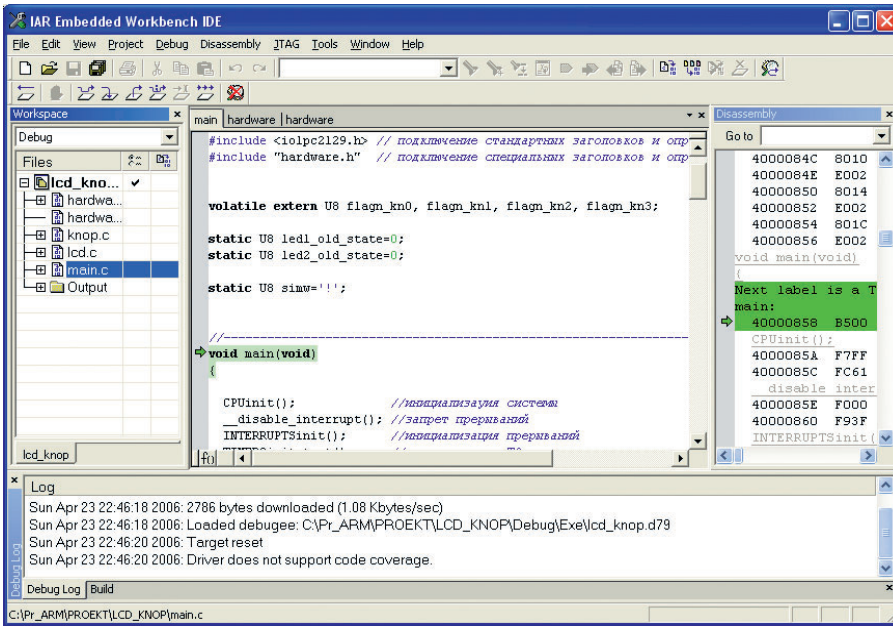 IAR Embedded Workbench IDE
File Edit View Project Debug Disassembly JTAG Tools Window Help
Workspace
Debug
Files
lcd_kno...
hardwa...
hardwa...
knop.c
lcd.c
main.c
Output
lcd_knop
main hardware hardware
#include <iolpc2129.h> // подключение стандартных заголовков и опр
#include "hardware.h" // подключение специальных заголовков и опр
volatile extern U8 flagn_kn0, flagn_kn1, flagn_kn2, flagn_kn3;
static U8 led1_old_state=0;
static U8 led2_old_state=0;
static U8 simw='!';
//------------------------------------------------------------
void main(void)
{
CPUinit(); //инициализауия системы
__disable_interrupt(); //запрет прерываний
INTERRUPTSinit(); //инициализация прерываний
fo
Disassembly
Go to
4000084C 8010
4000084E E002
40000850 8014
40000852 E002
40000854 801C
40000856 E002
void main(void)
{
Next label is a T
main:
40000858 B500
CPUinit();
4000085A F7FF
4000085C FC61
__disable_inter
4000085E F000
40000860 F93F
INTERRUPTSinit(
Log
Sun Apr 23 22:46:18 2006: 2786 bytes downloaded (1.08 Kbytes/sec)
Sun Apr 23 22:46:18 2006: Loaded debugee: C:\Pr_ARM\PROEKT\LCD_KNOP\Debug\Exe\lcd_knop.d79
Sun Apr 23 22:46:20 2006: Target reset
Sun Apr 23 22:46:20 2006: Driver does not support code coverage.
Debug Log
Debug Log Build
C:\Pr_ARM\PROEKT\LCD_KNOP\main.c